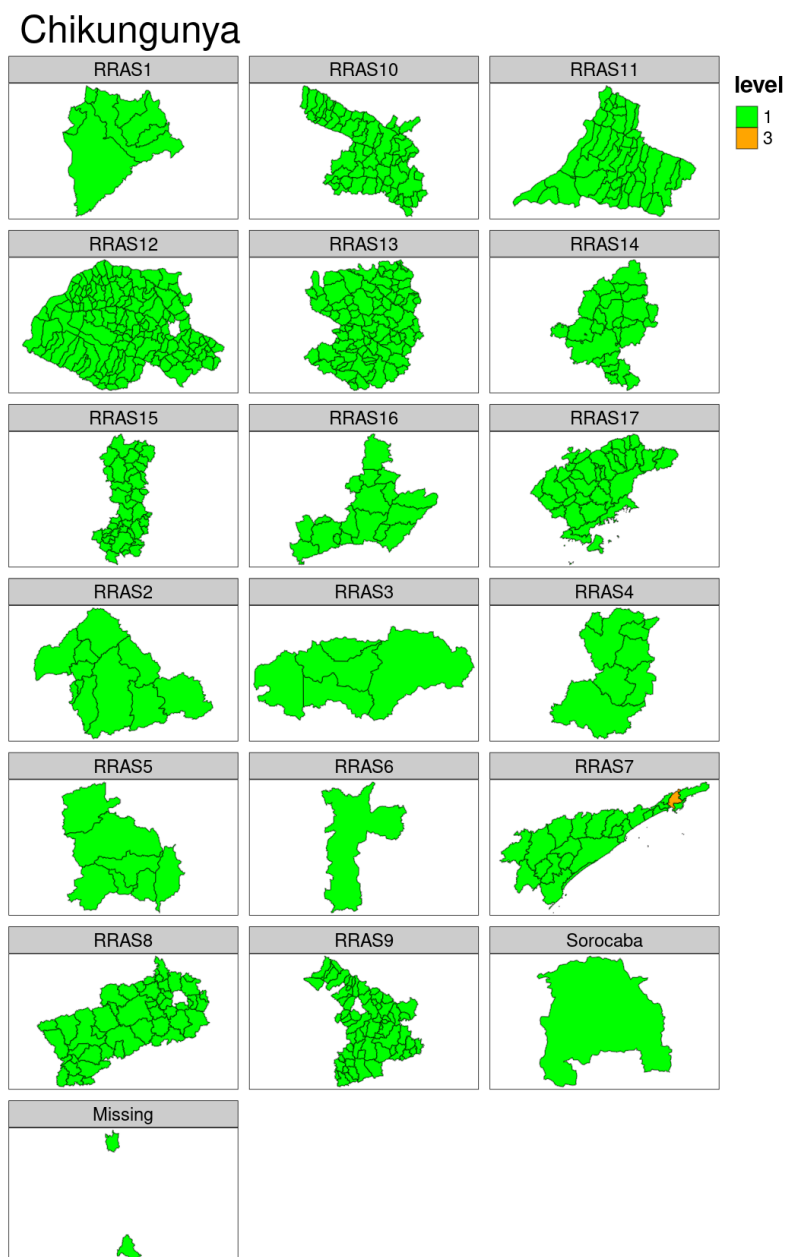 Chikungunya
RRAS1
RRAS10
RRAS11
level
1
3
RRAS12
RRAS13
RRAS14
RRAS15
RRAS16
RRAS17
RRAS2
RRAS3
RRAS4
RRAS5
RRAS6
RRAS7
RRAS8
RRAS9
Sorocaba
Missing